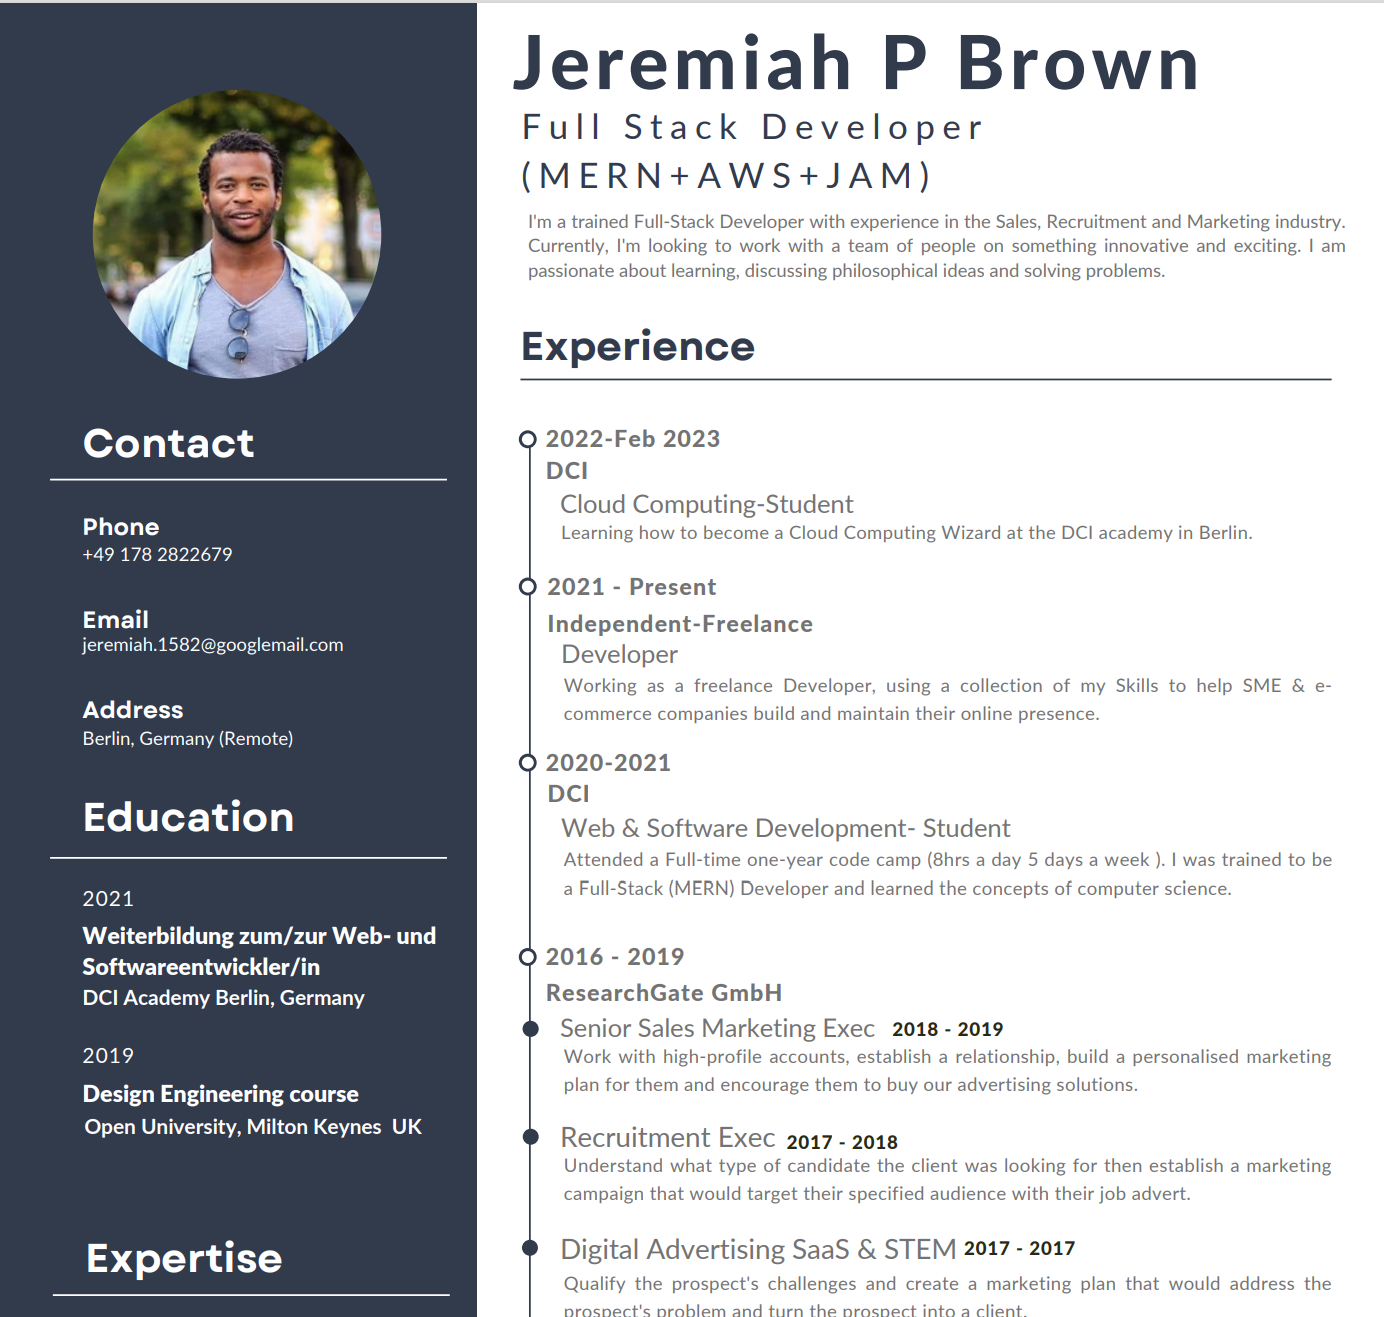 Jeremiah P Brown
Full Stack Developer
(MERN+AWS+JAM)
I'm a trained Full-Stack Developer with experience in the Sales, Recruitment and Marketing industry.
Currently, I'm looking to work with a team of people on something innovative and exciting. I am
passionate about learning, discussing philosophical ideas and solving problems.
Contact
Phone
+49 178 2822679
Email
jeremiah.1582@googlemail.com
Address
Berlin, Germany (Remote)
Education
2021
Weiterbildung zum/zur Web- und
Softwareentwickler/in
DCI Academy Berlin, Germany
2019
Design Engineering course
Open University, Milton Keynes  UK
Expertise
Experience
2022-Feb 2023
DCI
Cloud Computing-Student
Learning how to become a Cloud Computing Wizard at the DCI academy in Berlin.
2021 - Present
Independent-Freelance
Developer
Working as a freelance Developer, using a collection of my Skills to help SME & e-
commerce companies build and maintain their online presence.
2020-2021
DCI
Web & Software Development- Student
Attended a Full-time one-year code camp (8hrs a day 5 days a week ). I was trained to be
a Full-Stack (MERN) Developer and learned the concepts of computer science.
2016 - 2019
ResearchGate GmbH
Senior Sales Marketing Exec 2018 - 2019
Work with high-profile accounts, establish a relationship, build a personalised marketing
plan for them and encourage them to buy our advertising solutions.
Recruitment Exec 2017 - 2018
Understand what type of candidate the client was looking for then establish a marketing
campaign that would target their specified audience with their job advert.
Digital Advertising SaaS & STEM 2017 - 2017
Qualify the prospect's challenges and create a marketing plan that would address the
prospect's problem and turn the prospect into a client.